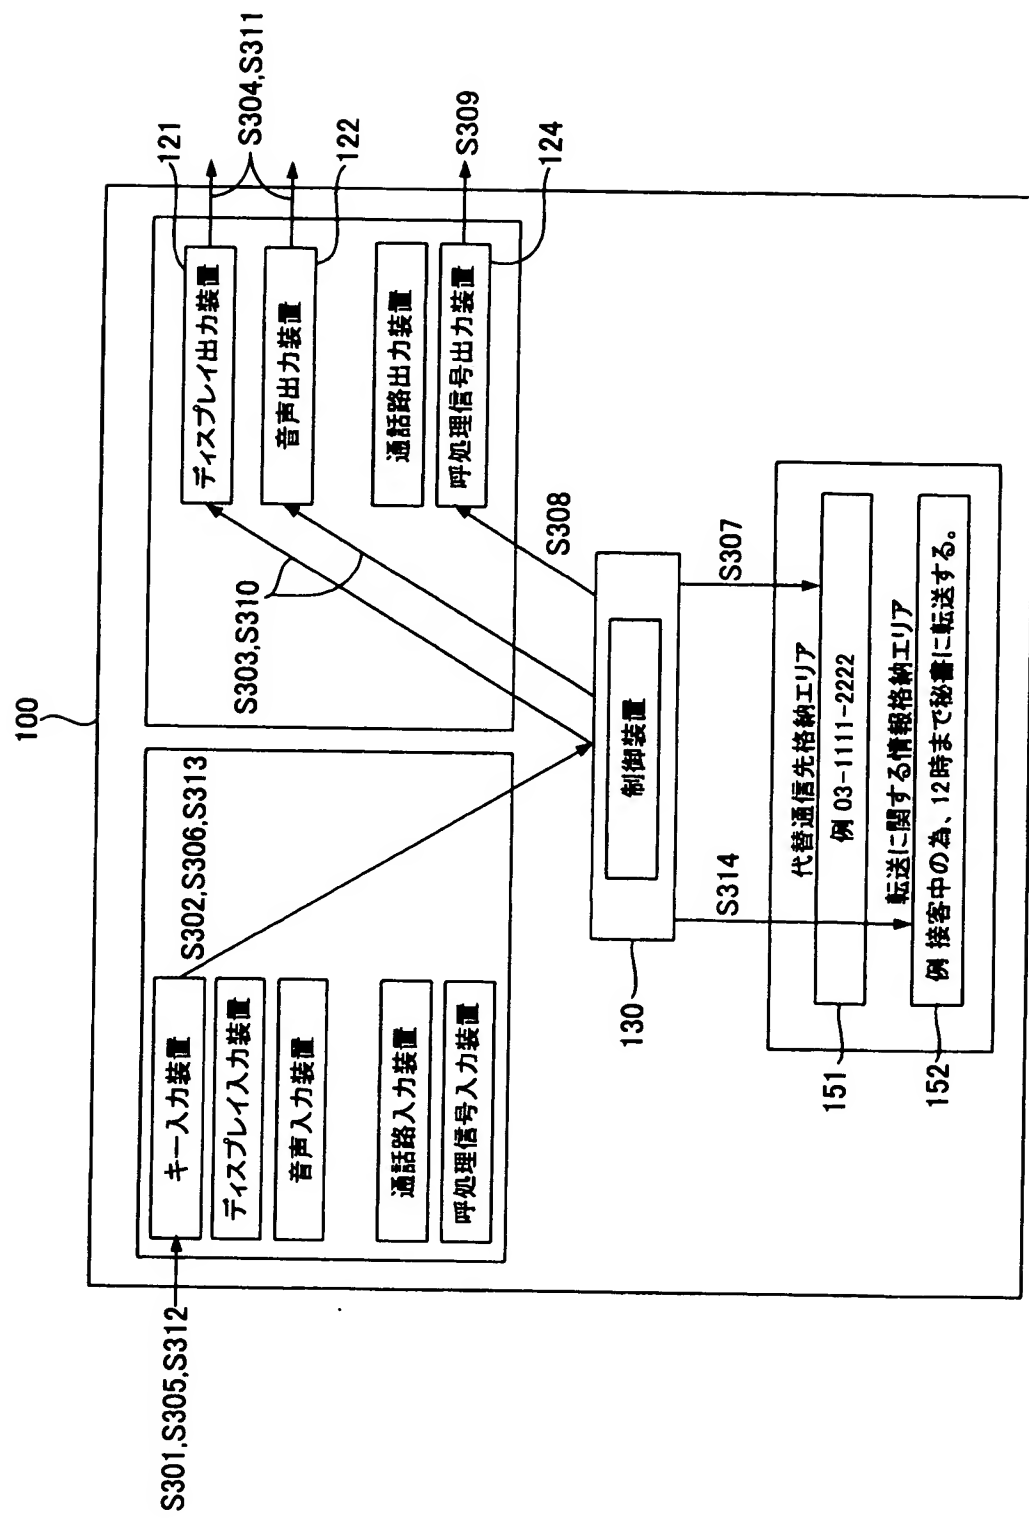 100
S301,S305,S312
キー入力装置
ディスプレイ入力装置
音声入力装置
通話路入力装置
呼処理信号入力装置
S302,S306,S313
S303,S310
ディスプレイ出力装置
音声出力装置
通話路出力装置
呼処理信号出力装置
121
S304,S311
122
S309
124
S308
制御装置
130
S314
S307
代替通信先格納エリア
例 03-1111-2222
転送に関する情報格納エリア
例 接客中の為、12時まで秘書に転送する。
151
152